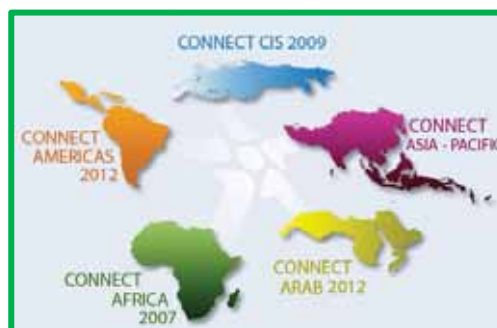 CONNECT CIS 2009
CONNECT
AMERICAS
2012
CONNECT
ASIA - PACIFIC
CONNECT
AFRICA
2007
CONNECT
ARAB 2012